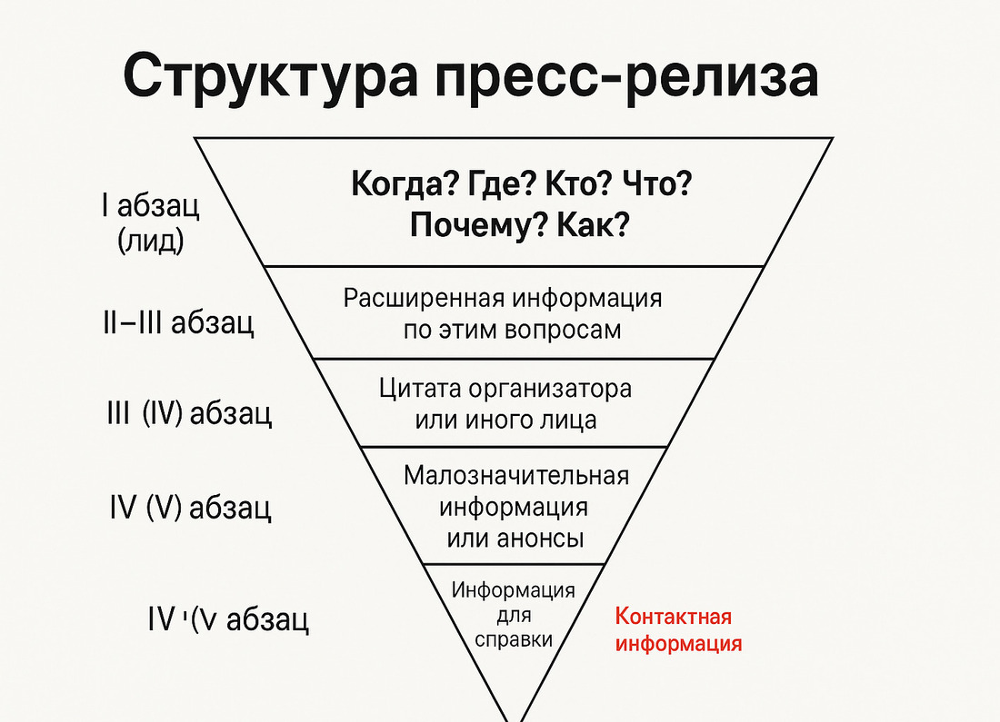 Структура пресс-релиза
I абзац
(лид)
Когда? Где? Кто? Что?
Почему? Как?
II–III абзац
Расширенная информация
по этим вопросам
III (IV) абзац
Цитата организатора
или иного лица
IV (V) абзац
Малозначительная
информация
или анонсы
IV '(V абзац
Информация
для
справки
Контактная
информация